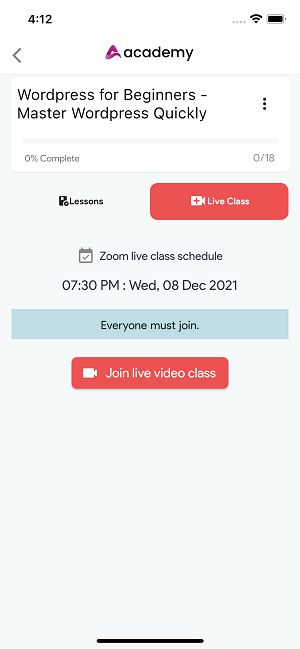 4:12
academy
Wordpress for Beginners -
Master Wordpress Quickly
0% Complete
0/18
Lessons
Live Class
Zoom live class schedule
07:30 PM : Wed, 08 Dec 2021
Everyone must join.
Join live video class